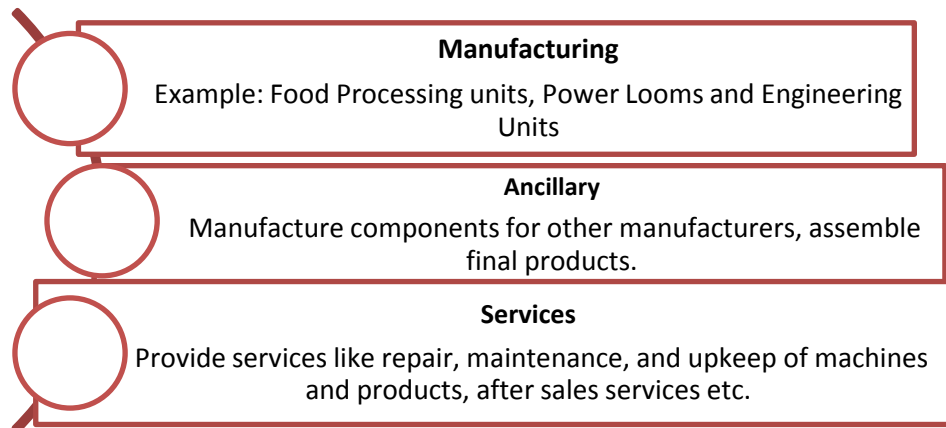 Manufacturing
Example: Food Processing units, Power Looms and Engineering
Units
Ancillary
Manufacture components for other manufacturers, assemble
final products.
Services
Provide services like repair, maintenance, and upkeep of machines
and products, after sales services etc.